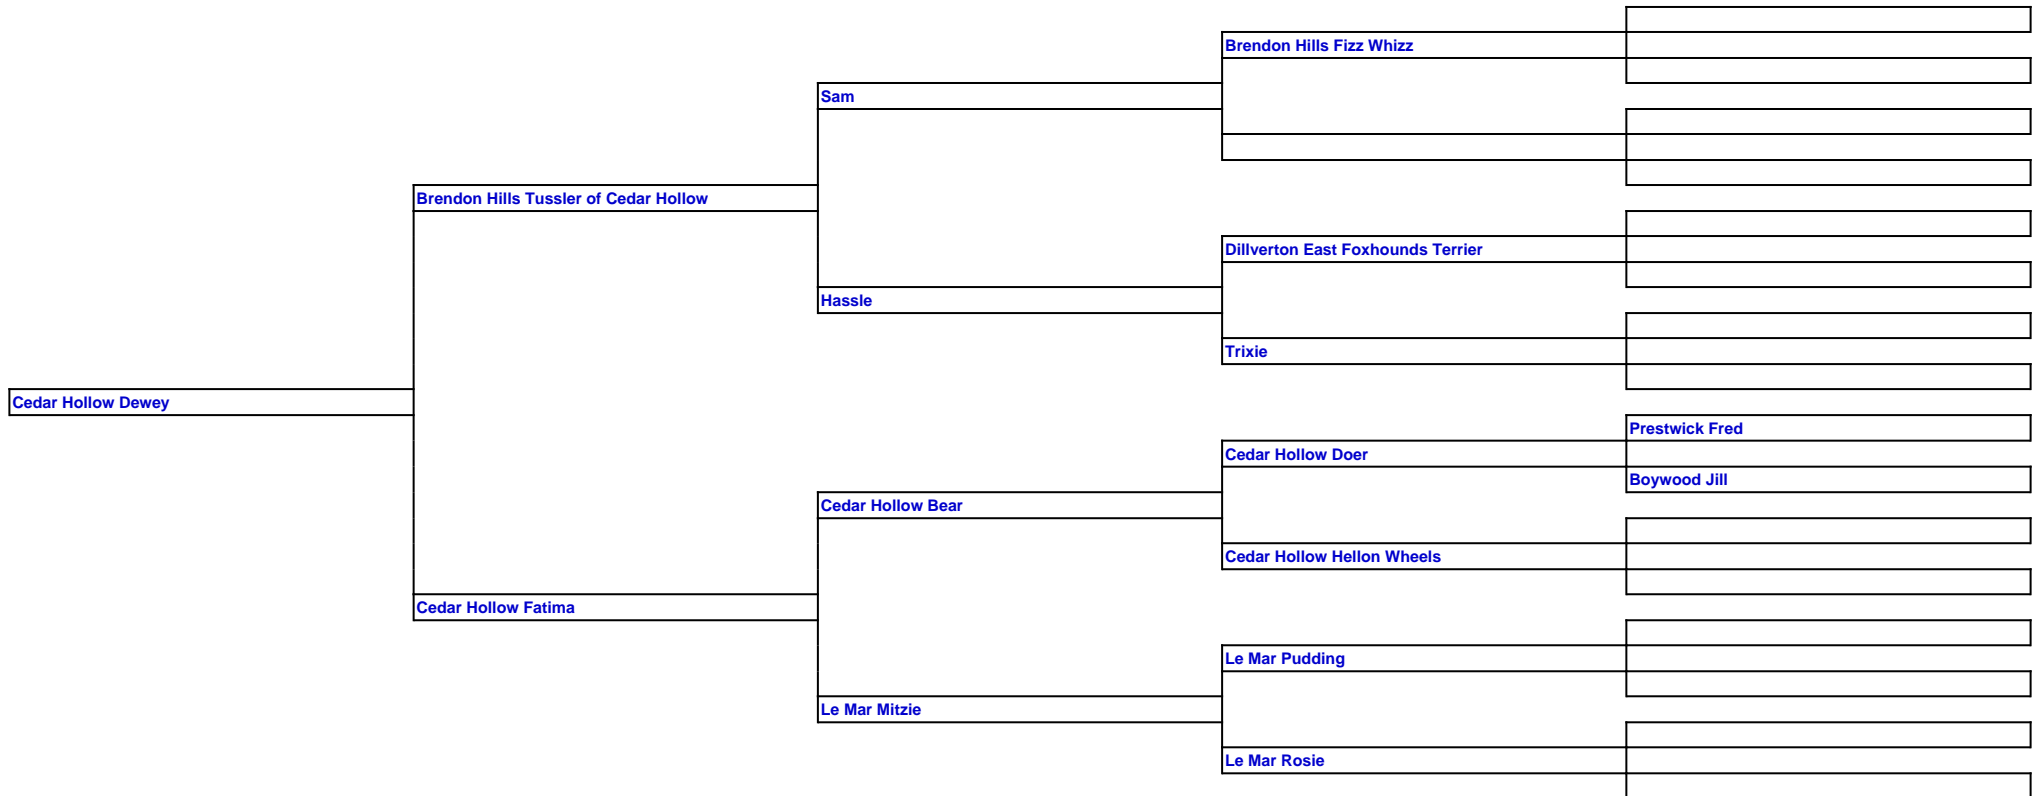 Brendon Hills Fizz Whizz
Sam
Brendon Hills Tussler of Cedar Hollow
Dillverton East Foxhounds Terrier
Hassle
Trixie
Cedar Hollow Dewey
Prestwick Fred
Cedar Hollow Doer
Boywood Jill
Cedar Hollow Bear
Cedar Hollow Hellon Wheels
Cedar Hollow Fatima
Le Mar Pudding
Le Mar Mitzie
Le Mar Rosie